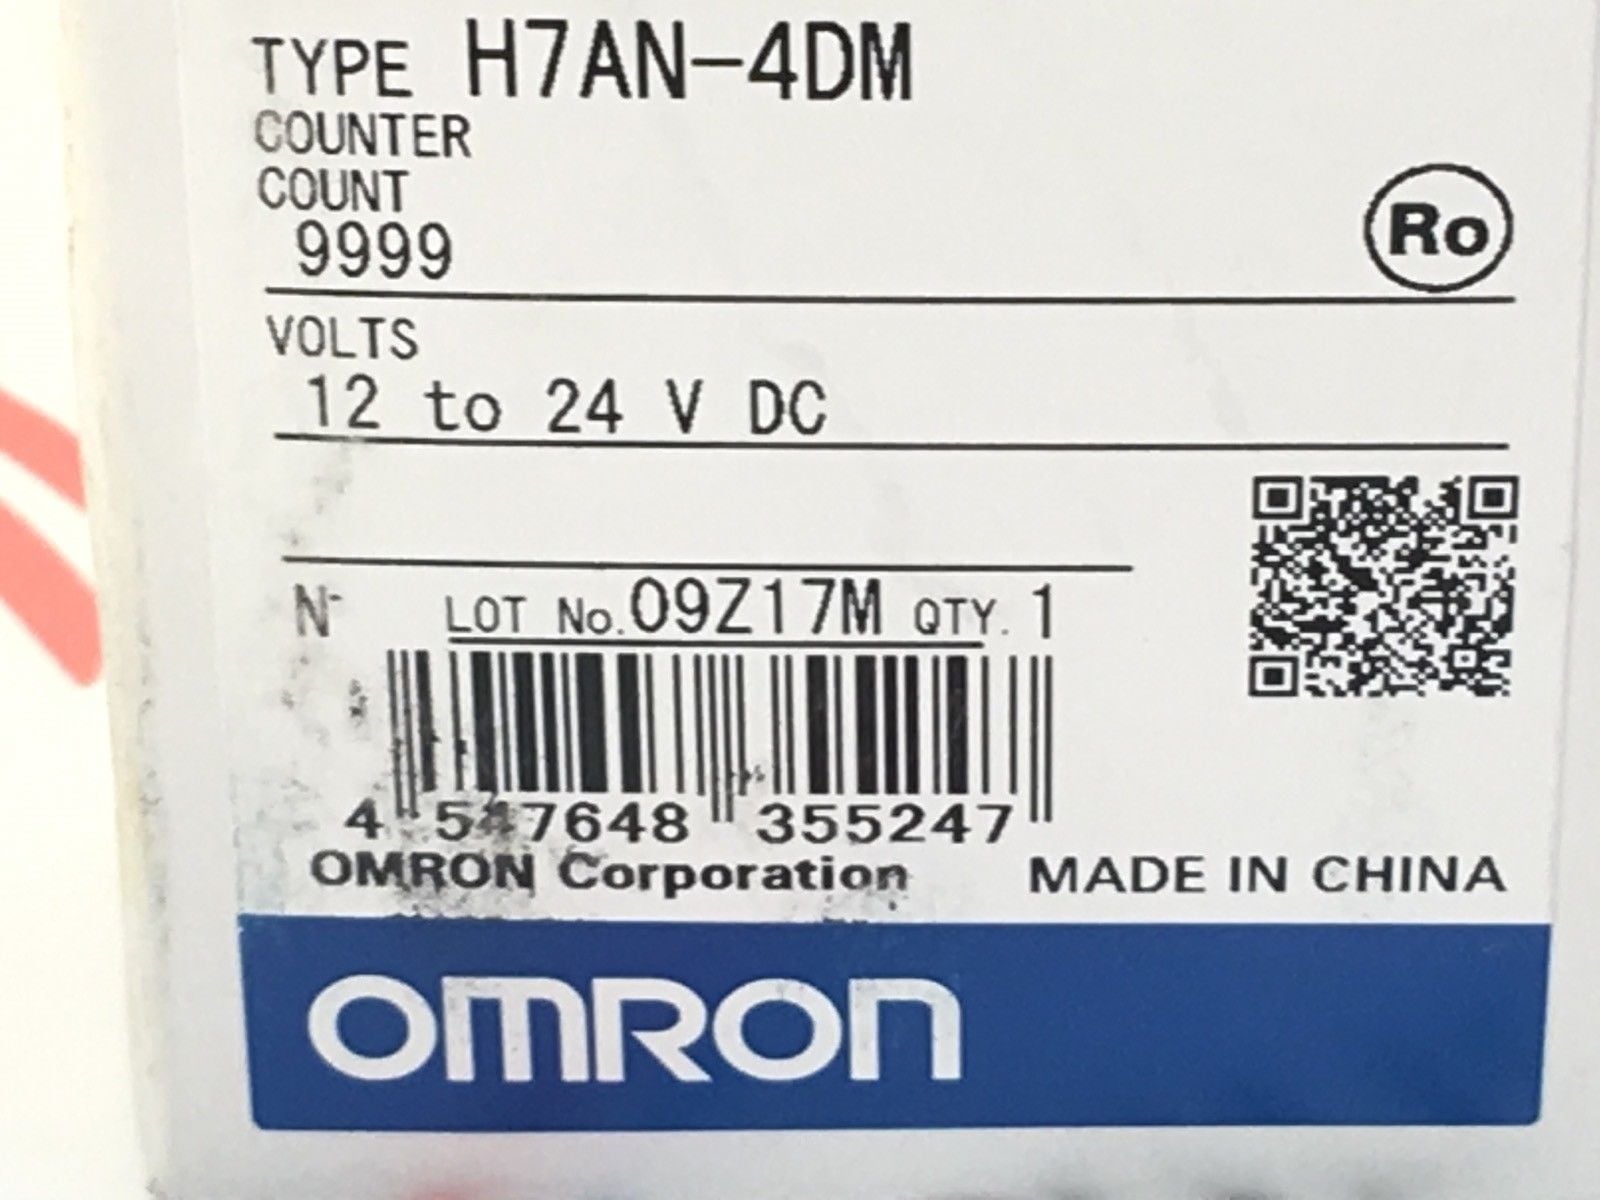 TYPE H7AN-4DM
COUNTER
COUNT
9999
Ro
VOLTS
12 to 24 V DC
N-
LOT No. 09Z17M QTY. 1
4 547648 355247
OMRON Corporation MADE IN CHINA
OMRON